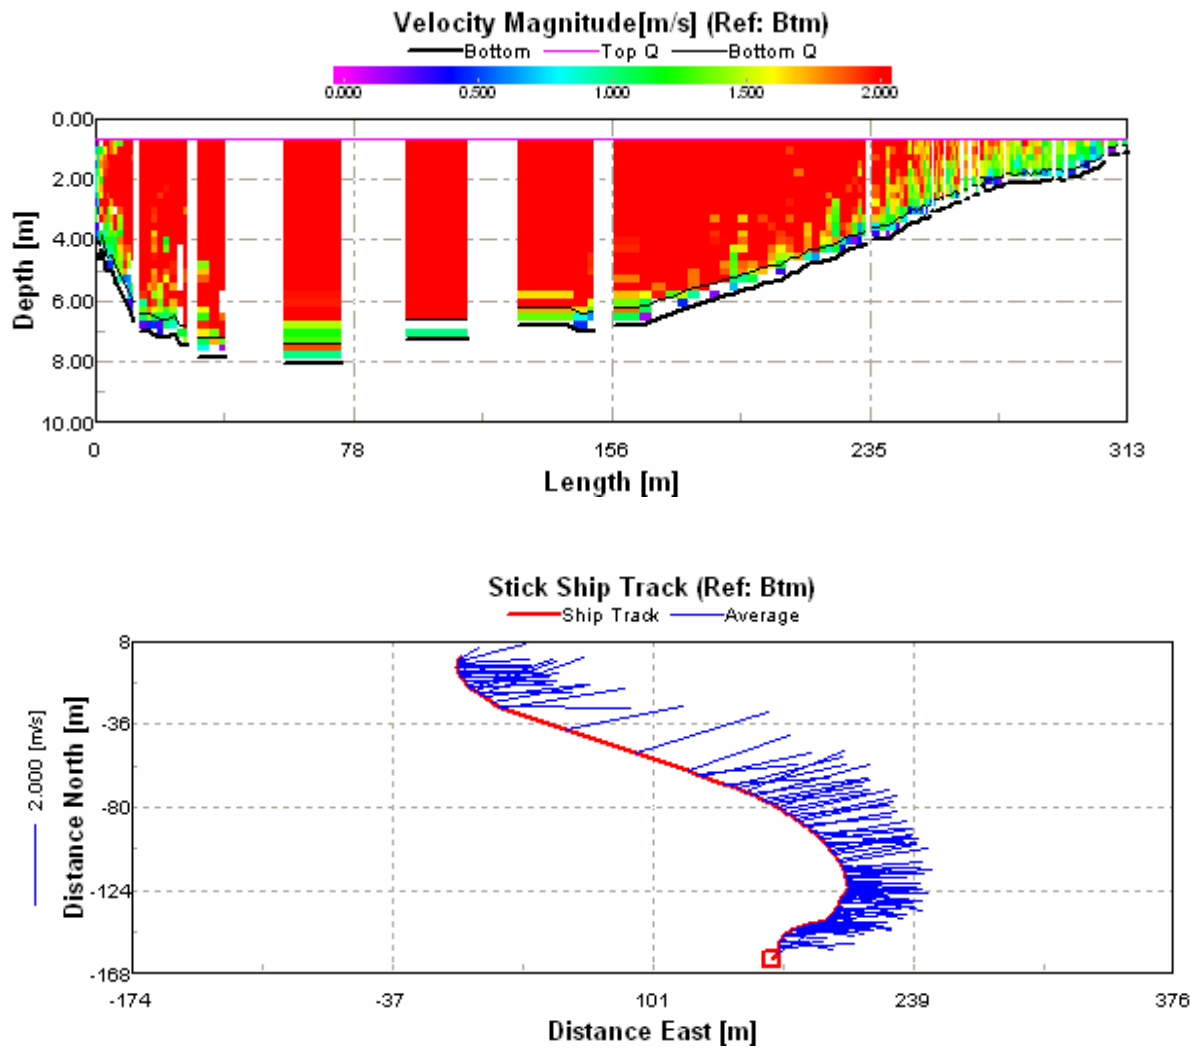 Velocity Magnitude[m/s] (Ref: Btm)
Bottom Top Q Bottom Q
0.000 0.500 1.000 1.500 2.000
0.00
2.00
4.00
6.00
8.00
10.00
Depth [m]
0 78 156 235 313
Length [m]
Stick Ship Track (Ref: Btm)
Ship Track Average
8
-36
-80
-124
-168
2.000 [m/s]
Distance North [m]
-174 -37 101 239 376
Distance East [m]